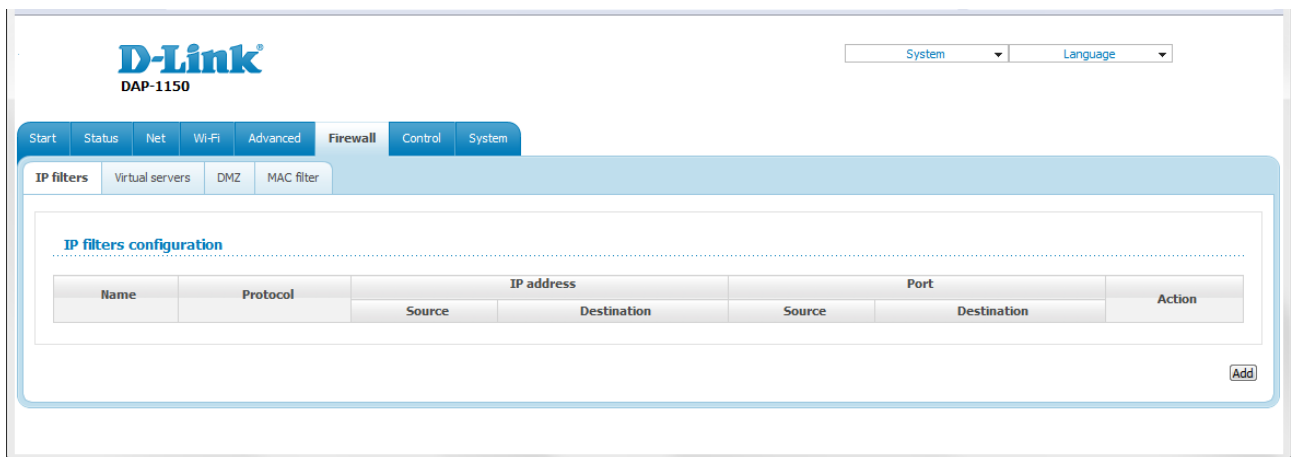 D-Link®
DAP-1150
System Language
Start Status Net Wi-Fi Advanced Firewall Control System
IP filters Virtual servers DMZ MAC filter
IP filters configuration
Name Protocol IP address Port Action
Source Destination Source Destination
Add